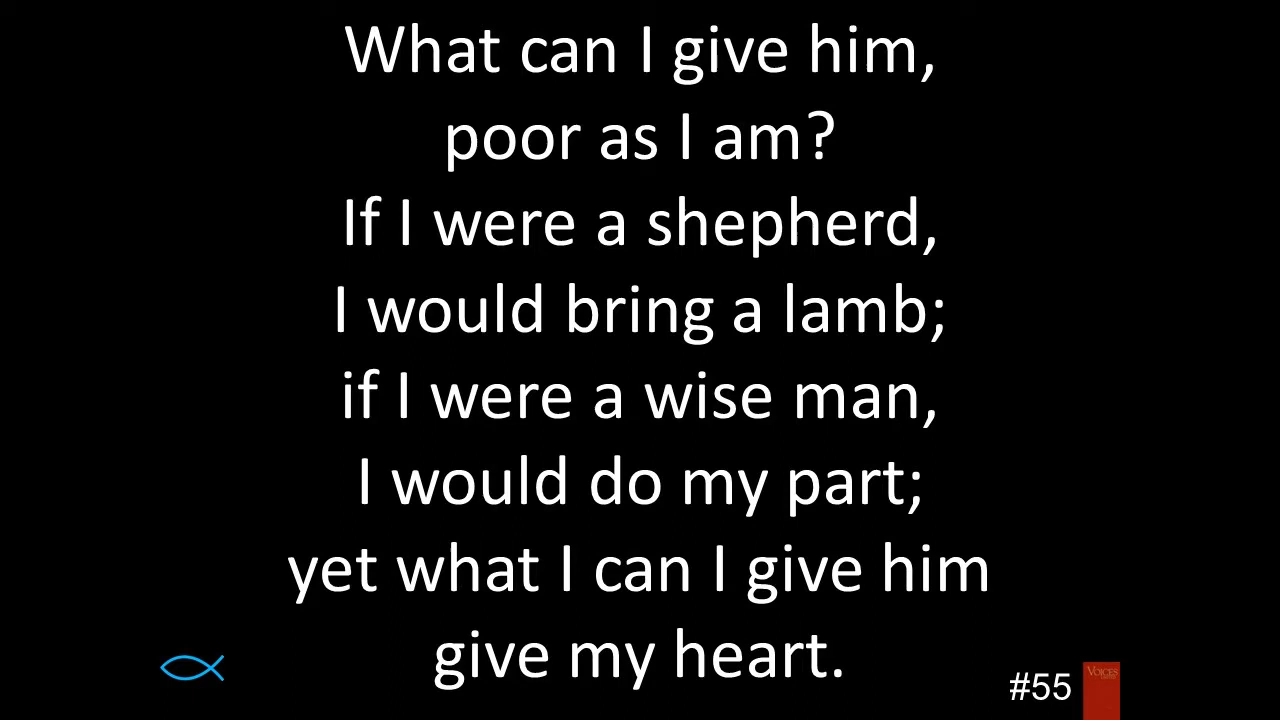 What can I give him,
poor as I am?
If I were a shepherd,
I would bring a lamb;
if I were a wise man,
I would do my part;
yet what I can I give him
give my heart.
#55
VOICES